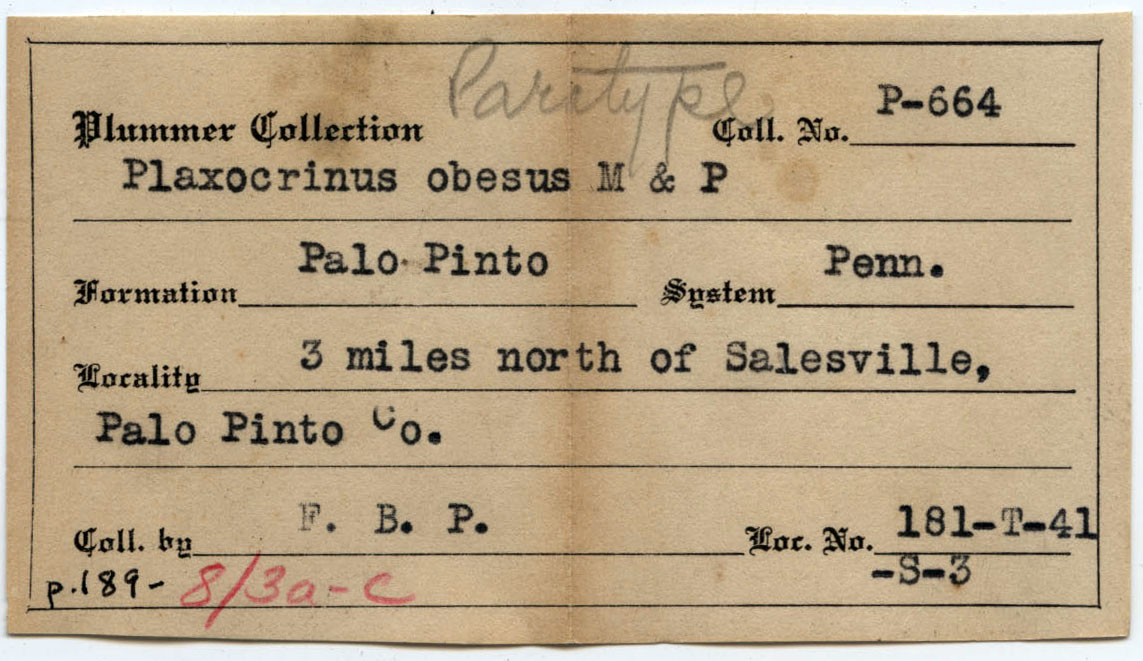 Paratype
Plummer Collection Coll. No. P-664
Plaxocrinus obesus M & P
Formation Palo Pinto System Penn.
Locality 3 miles north of Salesville,
Palo Pinto Co.
Coll. by F. B. P. Loc. No. 181-T-41
-S-3
p.189- 8/3a-c